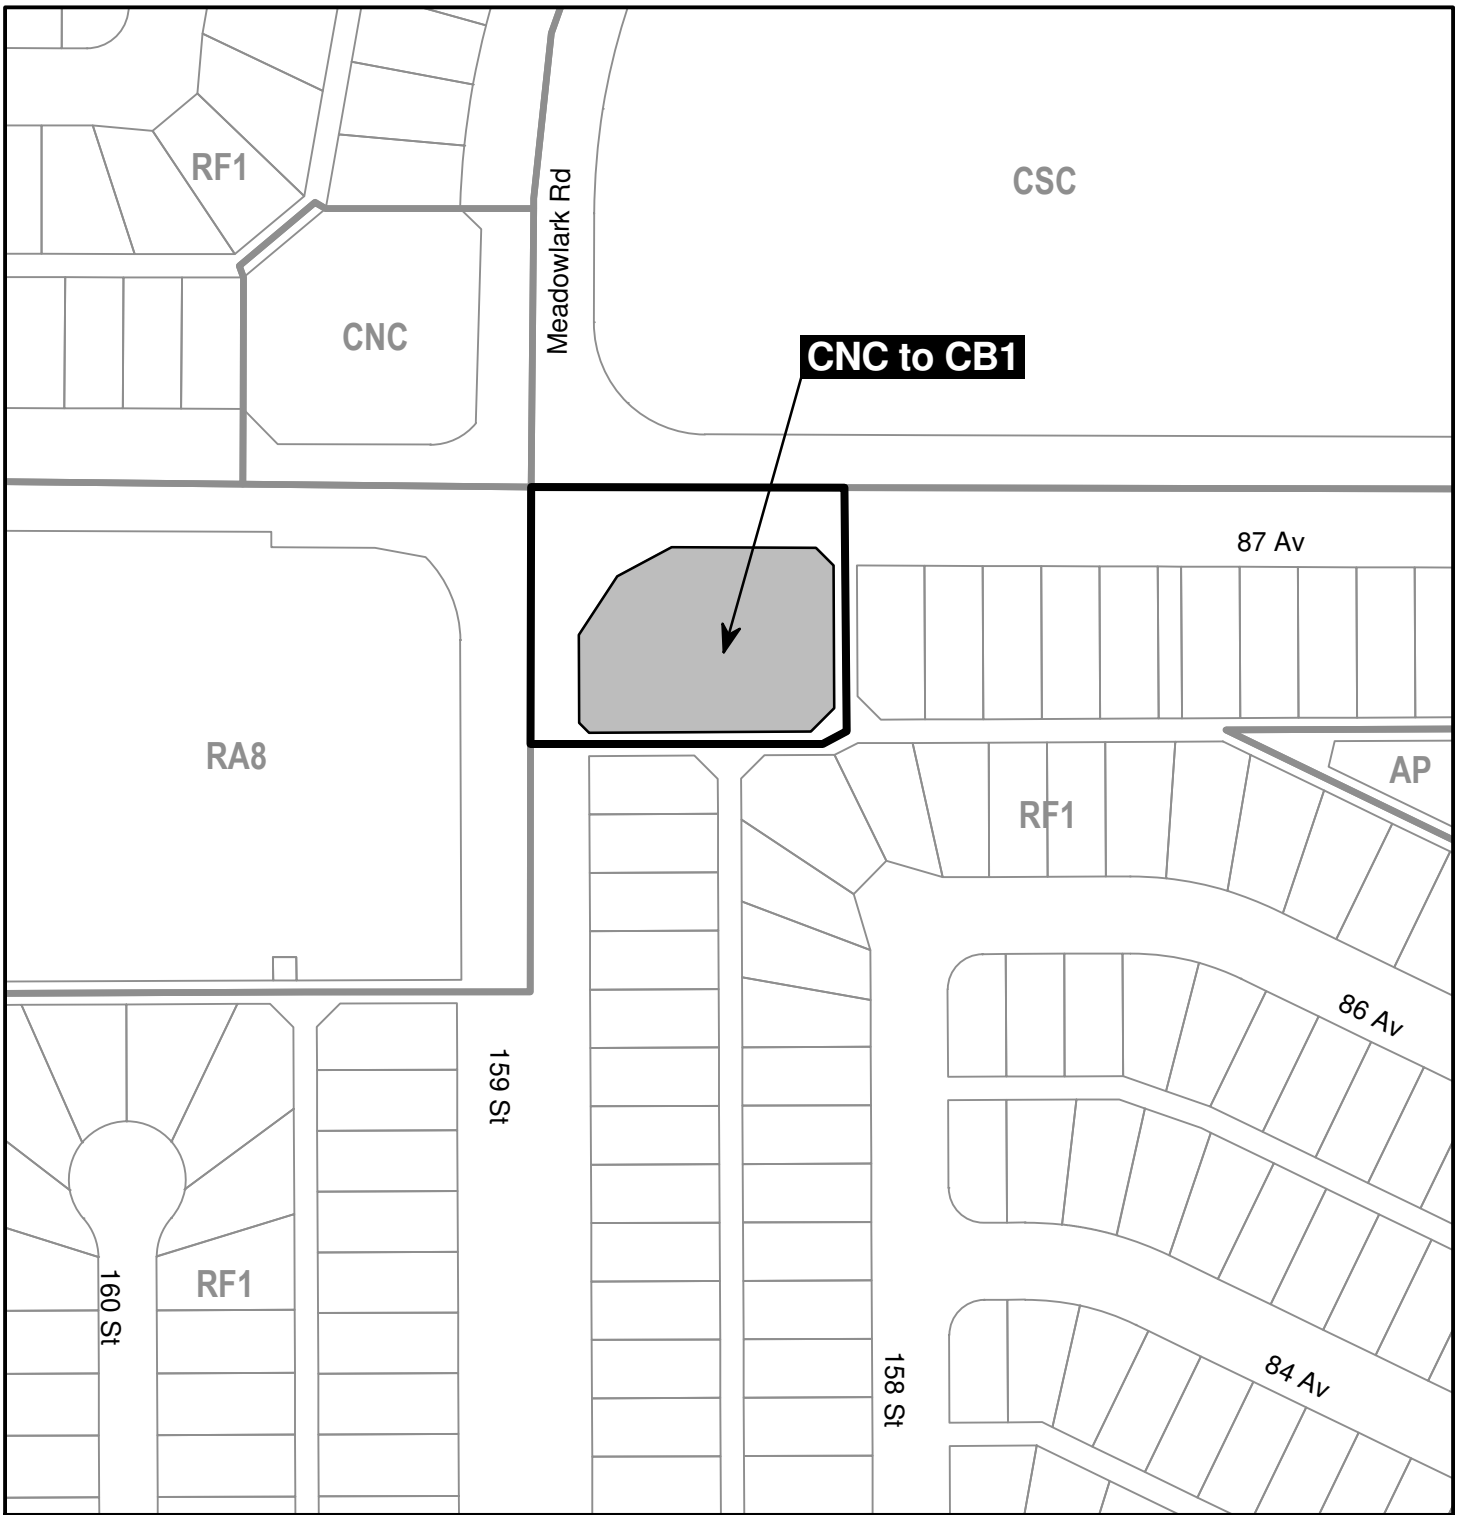 RF1
CSC
Meadowlark Rd
CNC
CNC to CB1
87 Av
RA8
AP
RF1
86 Av
159 St
RF1
160 St
158 St
84 Av